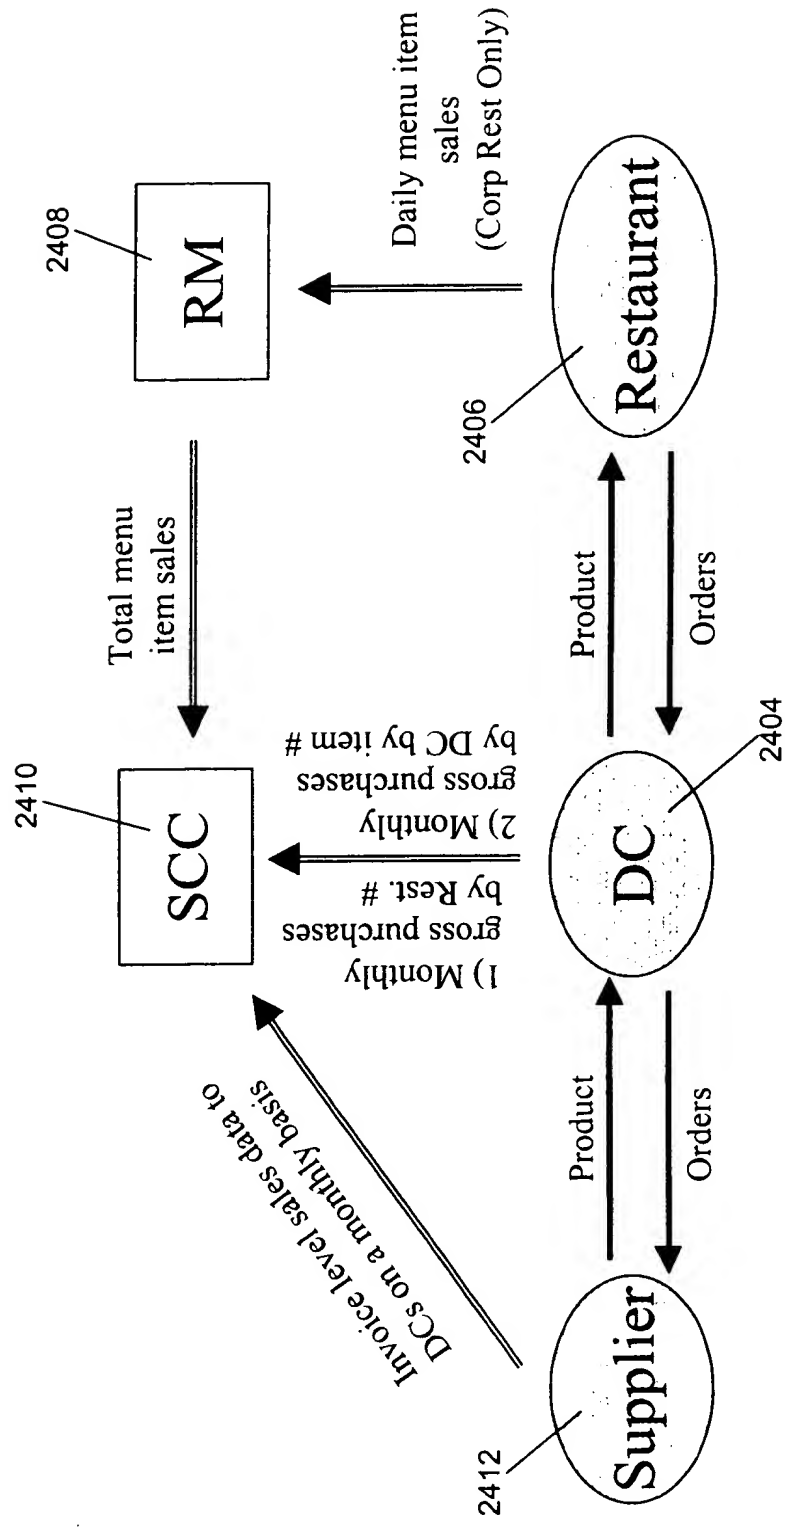 2410
2408
SCC
RM
Total menu
item sales
Invoice level sales data to
DCs on a monthly basis
1) Monthly
gross purchases
by Rest. #
2) Monthly
gross purchases
by DC by item #
Daily menu item
sales
(Corp Rest Only)
2412
2406
Supplier
Product
Orders
DC
2404
Product
Orders
Restaurant